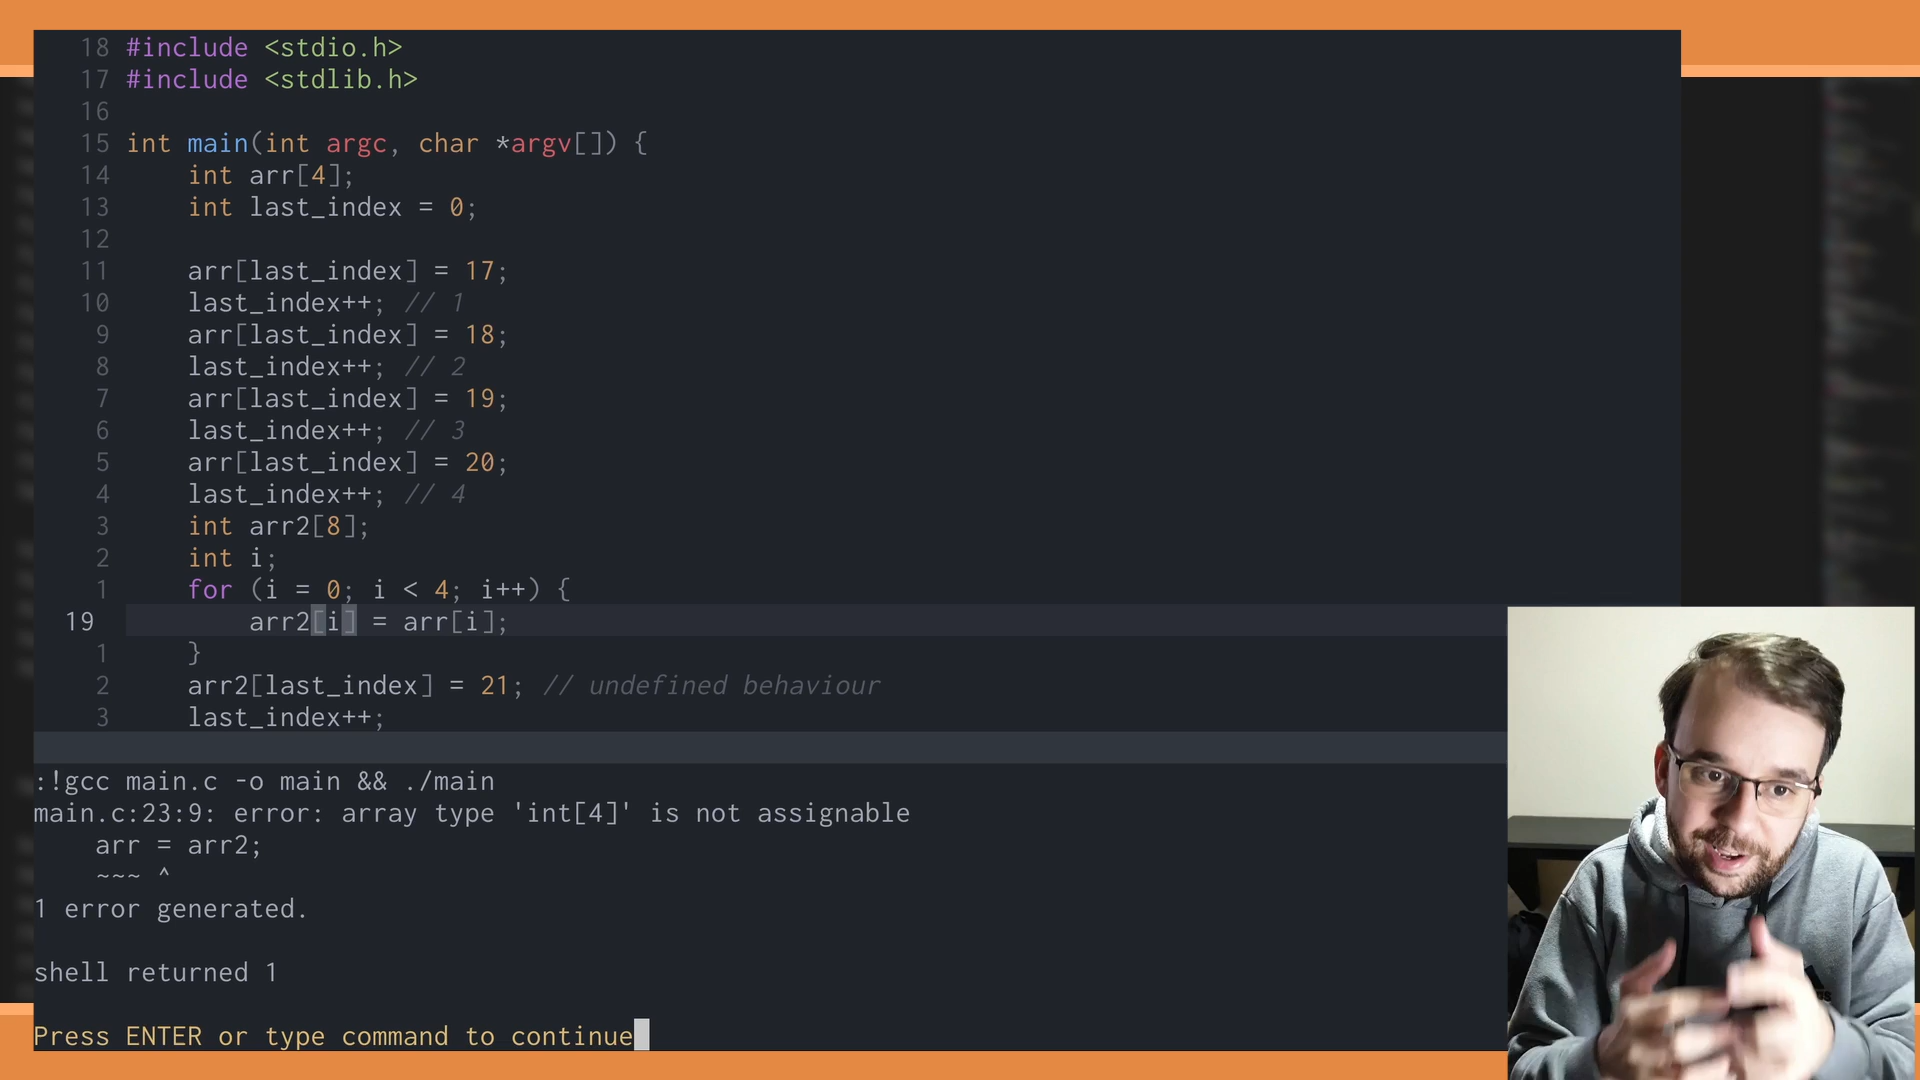 18 #include <stdio.h>
17 #include <stdlib.h>
16
15 int main(int argc, char *argv[]) {
14     int arr[4];
13     int last_index = 0;
12
11     arr[last_index] = 17;
10     last_index++; // 1
9     arr[last_index] = 18;
8     last_index++; // 2
7     arr[last_index] = 19;
6     last_index++; // 3
5     arr[last_index] = 20;
4     last_index++; // 4
3     int arr2[8];
2     int i;
1     for (i = 0; i < 4; i++) {
19         arr2[i] = arr[i];
1     }
2     arr2[last_index] = 21; // undefined behaviour
3     last_index++;
:!gcc main.c -o main && ./main
main.c:23:9: error: array type 'int[4]' is not assignable
    arr = arr2;
    ~~~ ^
1 error generated.
shell returned 1
Press ENTER or type command to continue